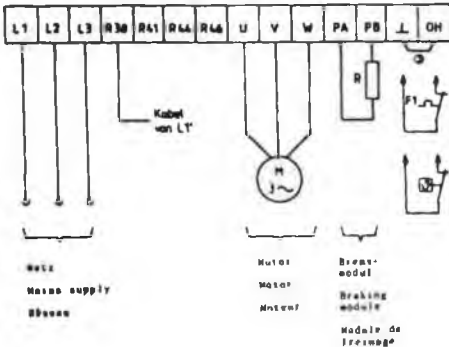 L1 L2 L3 R38 R41 R44 R46 U V W PA PB ⊥ OH
R
F1
Kabel
von L1'
M
3~
Netz
Mains supply
Réseau
Motor
Motor
Moteur
Brems-
modul
Braking
module
Module de
freinage